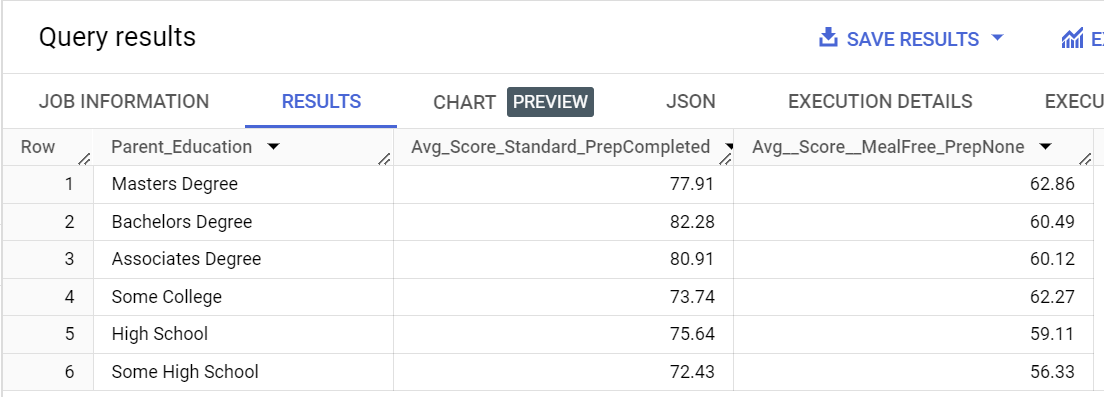 Query results SAVE RESULTS E
JOB INFORMATION RESULTS CHART PREVIEW JSON EXECUTION DETAILS EXECU
Row Parent_Education Avg_Score_Standard_PrepCompleted Avg__Score__MealFree_PrepNone
1 Masters Degree 77.91 62.86
2 Bachelors Degree 82.28 60.49
3 Associates Degree 80.91 60.12
4 Some College 73.74 62.27
5 High School 75.64 59.11
6 Some High School 72.43 56.33